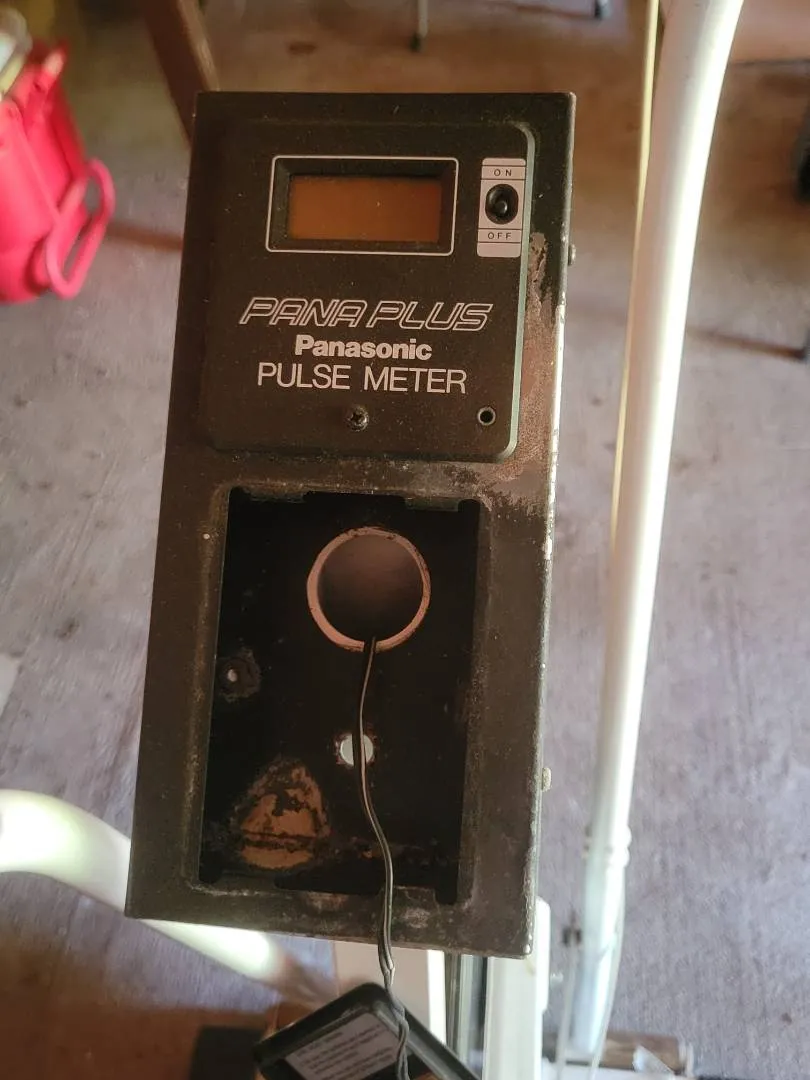 ON
OFF
PANA PLUS
Panasonic
PULSE METER